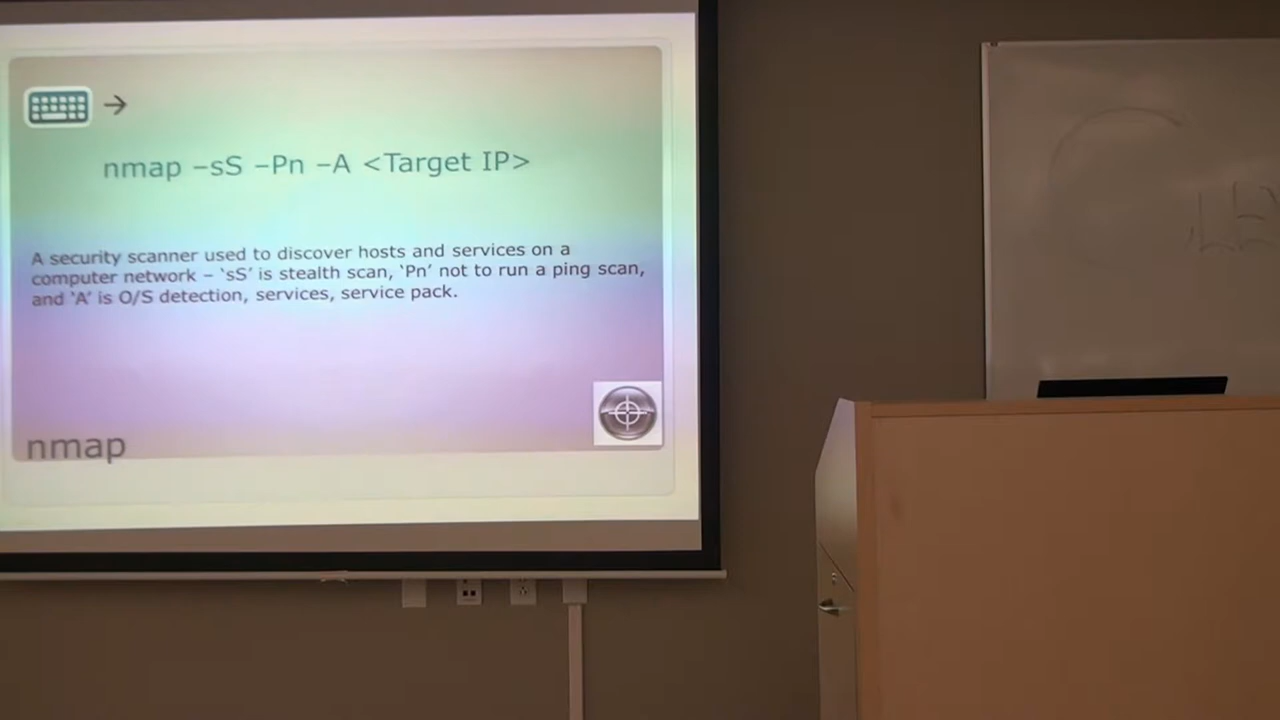 →
nmap –sS –Pn –A <Target IP>
A security scanner used to discover hosts and services on a
computer network – ‘sS’ is stealth scan, ‘Pn’ not to run a ping scan,
and ‘A’ is O/S detection, services, service pack.
nmap